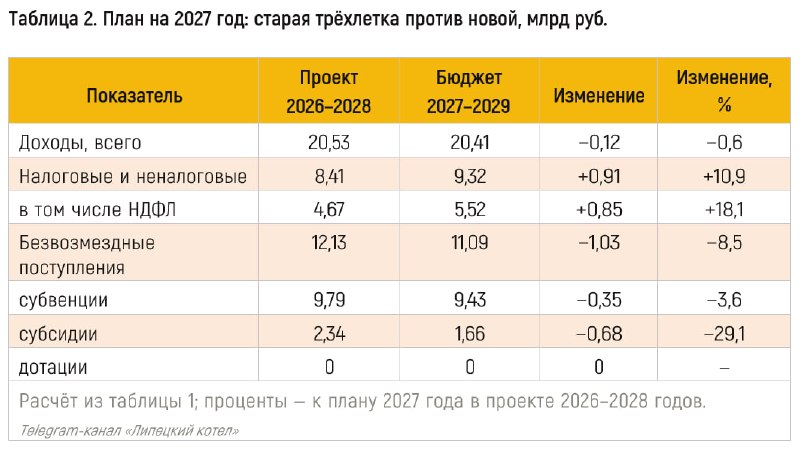 Таблица 2. План на 2027 год: старая трёхлетка против новой, млрд руб.
Показатель Проект 2026–2028 Бюджет 2027–2029 Изменение Изменение, %
Доходы, всего 20,53 20,41 –0,12 –0,6
Налоговые и неналоговые 8,41 9,32 +0,91 +10,9
в том числе НДФЛ 4,67 5,52 +0,85 +18,1
Безвозмездные поступления 12,13 11,09 –1,03 –8,5
субвенции 9,79 9,43 –0,35 –3,6
субсидии 2,34 1,66 –0,68 –29,1
дотации 0 0 0 –
Расчёт из таблицы 1; проценты – к плану 2027 года в проекте 2026–2028 годов.
Telegram-канал «Липецкий котел»